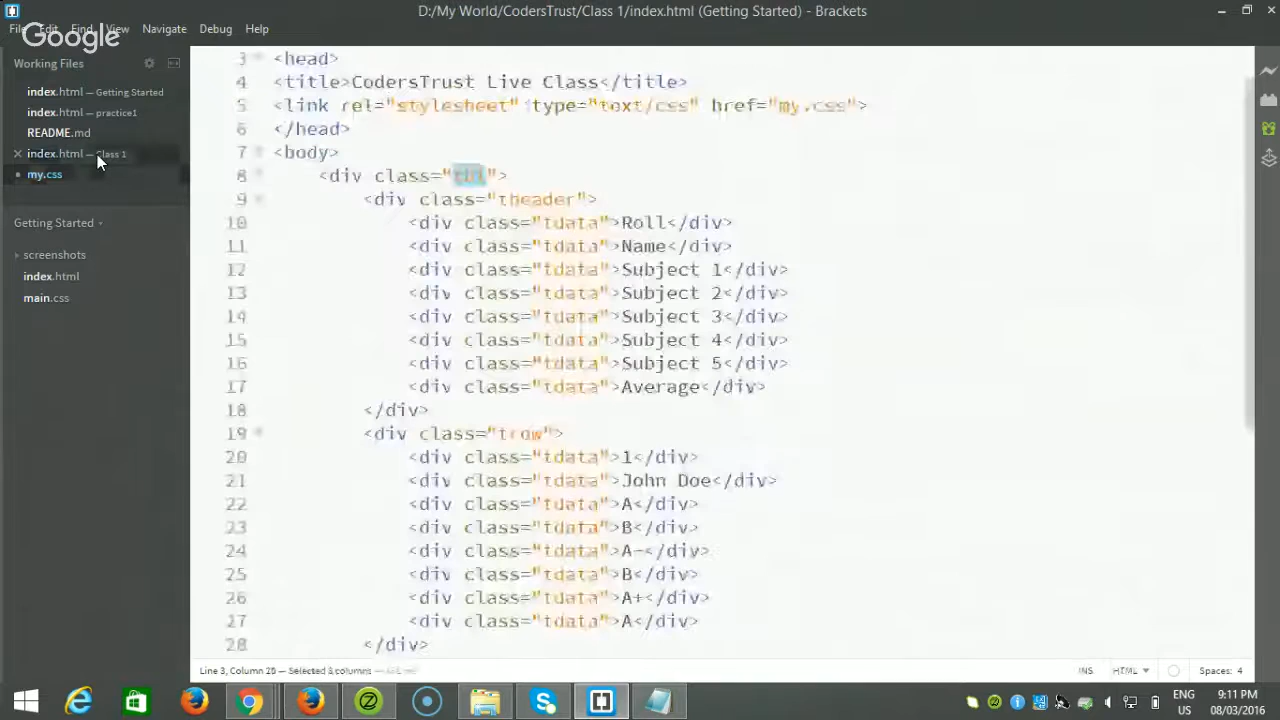 D:/My World/CodersTrust/Class 1/index.html (Getting Started) - Brackets
File Edit Find View Navigate Debug Help
Google
Working Files
index.html — Getting Started
index.html — practice1
README.md
index.html — Class 1
my.css
Getting Started
screenshots
index.html
main.css
3 <head>
4 <title>CodersTrust Live Class</title>
5 <link rel="stylesheet" type="text/css" href="my.css">
6 </head>
7 <body>
8 <div class="tbl">
9 <div class="theader">
10 <div class="tdata">Roll</div>
11 <div class="tdata">Name</div>
12 <div class="tdata">Subject 1</div>
13 <div class="tdata">Subject 2</div>
14 <div class="tdata">Subject 3</div>
15 <div class="tdata">Subject 4</div>
16 <div class="tdata">Subject 5</div>
17 <div class="tdata">Average</div>
18 </div>
19 <div class="trow">
20 <div class="tdata">1</div>
21 <div class="tdata">John Doe</div>
22 <div class="tdata">A</div>
23 <div class="tdata">B</div>
24 <div class="tdata">A-</div>
25 <div class="tdata">B</div>
26 <div class="tdata">A+</div>
27 <div class="tdata">A</div>
28 </div>
Line 3, Column 25 — Selected 3 columns
INS HTML Spaces: 4
ENG 9:11 PM
US 08/03/2016